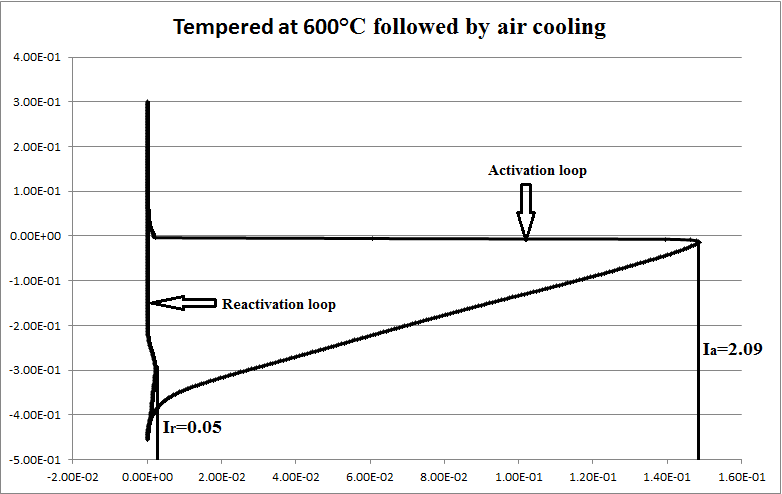 Tempered at 600°C followed by air cooling
4.00E-01
3.00E-01
2.00E-01
Activation loop
1.00E-01
0.00E+00
-1.00E-01
Reactivation loop
-2.00E-01
Ia=2.09
-3.00E-01
-4.00E-01
Ir=0.05
-5.00E-01
-2.00E-02 0.00E+00 2.00E-02 4.00E-02 6.00E-02 8.00E-02 1.00E-01 1.20E-01 1.40E-01 1.60E-01